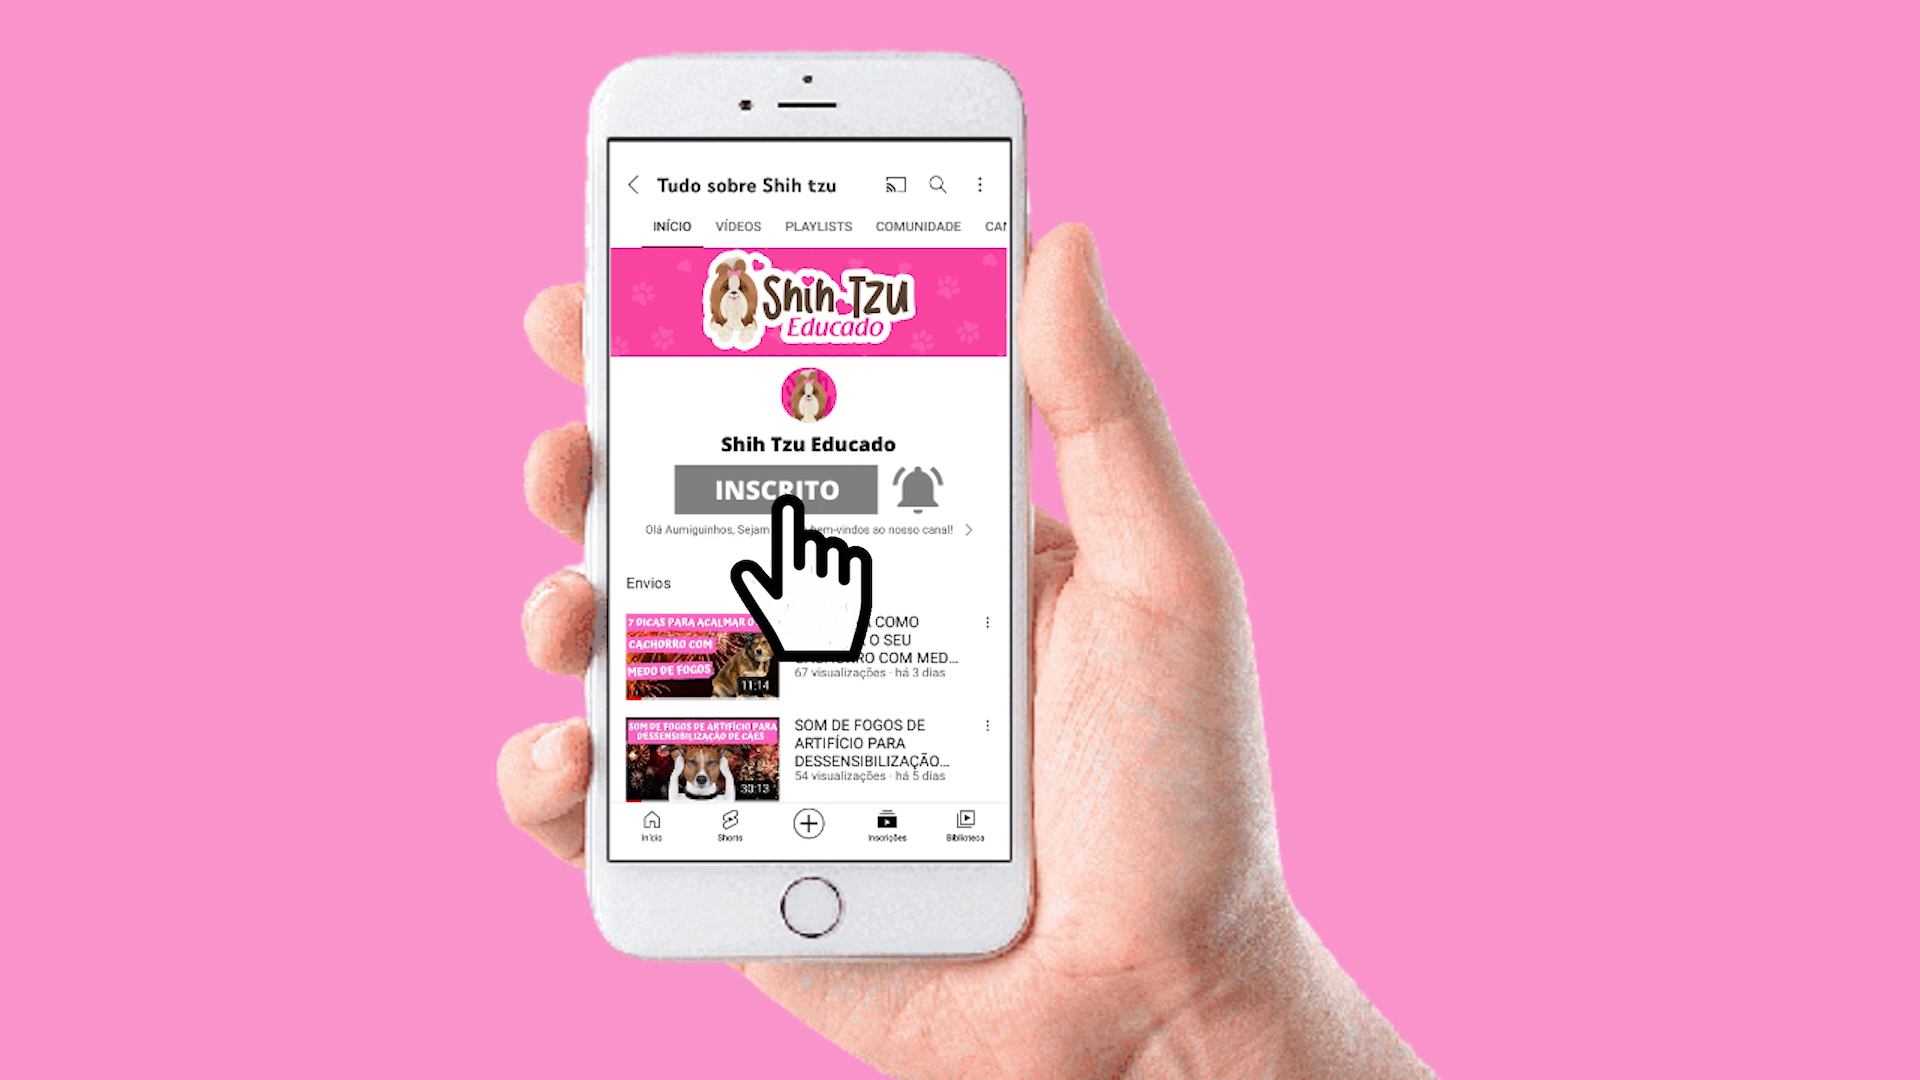 Tudo sobre Shih tzu
INÍCIO VÍDEOS PLAYLISTS COMUNIDADE CAN
Shih Tzu
Educado
Shih Tzu Educado
INSCRITO
Olá Aumiguinhos, Sejam bem-vindos ao nosso canal!
Envios
7 DICAS PARA ACALMAR O
CACHORRO COM
MEDO DE FOGOS
11:14
COMO
O SEU
COM MED...
67 visualizações · há 3 dias
SOM DE FOGOS DE ARTIFÍCIO PARA
DESSENSIBILIZAÇÃO DE CÃES
30:13
SOM DE FOGOS DE
ARTIFÍCIO PARA
DESSENSIBILIZAÇÃO...
54 visualizações · há 5 dias
Início Shorts Inscrições Biblioteca